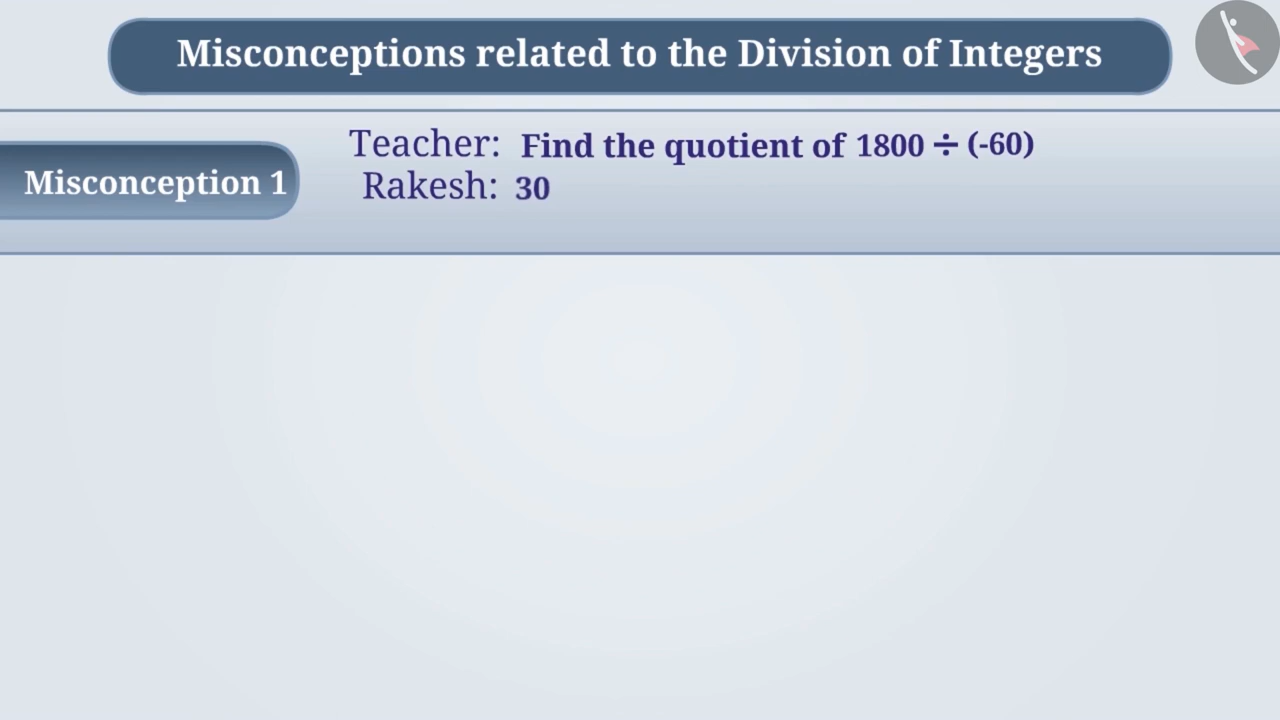 Misconceptions related to the Division of Integers
Misconception 1
Teacher: Find the quotient of 1800 ÷ (-60)
Rakesh: 30